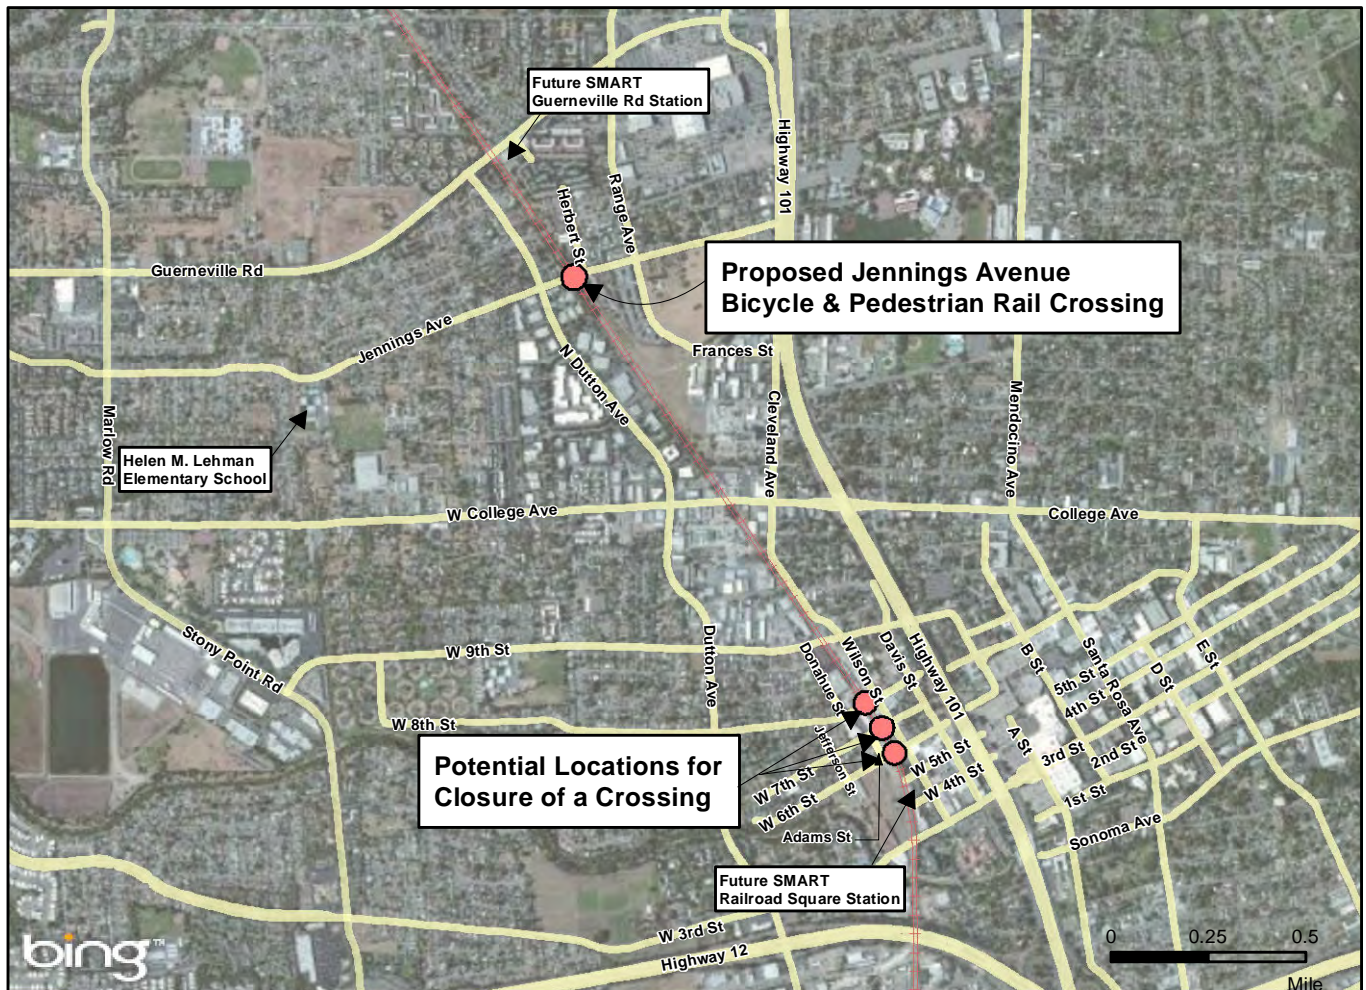 Future SMART
Guerneville Rd Station
Highway 101
Herbert St
Range Ave
Proposed Jennings Avenue
Bicycle & Pedestrian Rail Crossing
Guerneville Rd
Jennings Ave
Frances St
N Dutton Ave
Cleveland Ave
Mendocino Ave
Marlow Rd
Helen M. Lehman
Elementary School
W College Ave
College Ave
Stony Point Rd
W 9th St
Dutton Ave
Donahue St
Wilson St
Davis St
Highway 101
B St
Santa Rosa Ave
D St
E St
5th St
4th St
W 8th St
Jefferson St
A St
3rd St
2nd St
1st St
Potential Locations for
Closure of a Crossing
W 7th St
W 6th St
W 5th St
W 4th St
Adams St
Sonoma Ave
Future SMART
Railroad Square Station
W 3rd St
Highway 12
bing™
0 0.25 0.5
Mile